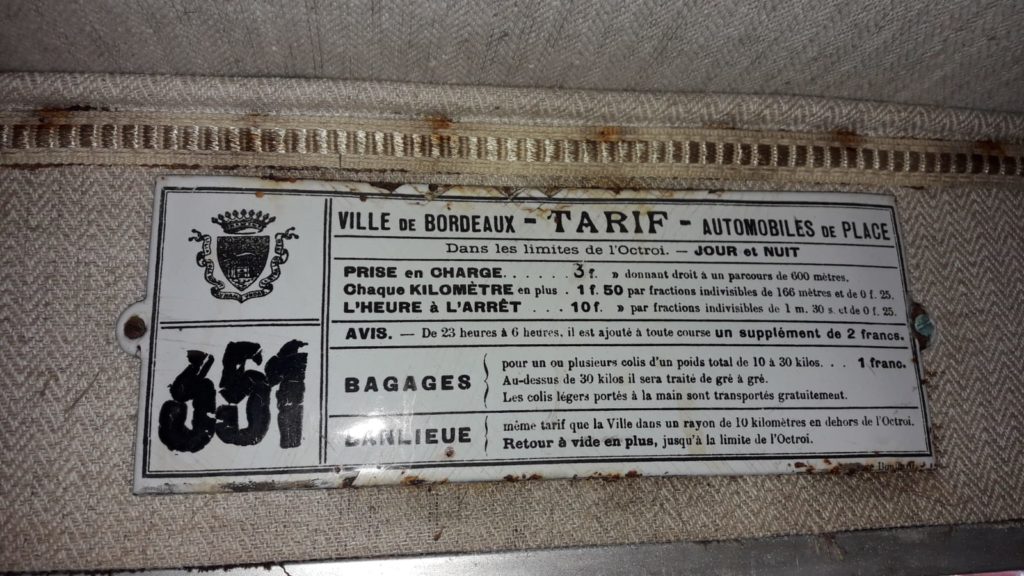 VILLE DE BORDEAUX - TARIF - AUTOMOBILES DE PLACE
Dans les limites de l'Octroi. — JOUR et NUIT
PRISE en CHARGE. . . . . . 3 f. » donnant droit à un parcours de 600 mètres.
Chaque KILOMÈTRE en plus . 1 f. 50 par fractions indivisibles de 166 mètres et de 0 f. 25.
L'HEURE à L'ARRÊT . . . 10 f. » par fractions indivisibles de 1 m. 30 s. et de 0 f. 25.
AVIS. — De 23 heures à 6 heures, il est ajouté à toute course un supplément de 2 francs.
351
BAGAGES
pour un ou plusieurs colis d'un poids total de 10 à 30 kilos. . . . 1 franc.
Au-dessus de 30 kilos il sera traité de gré à gré.
Les colis légers portés à la main sont transportés gratuitement.
BANLIEUE
même tarif que la Ville dans un rayon de 10 kilomètres en dehors de l'Octroi.
Retour à vide en plus, jusqu'à la limite de l'Octroi.